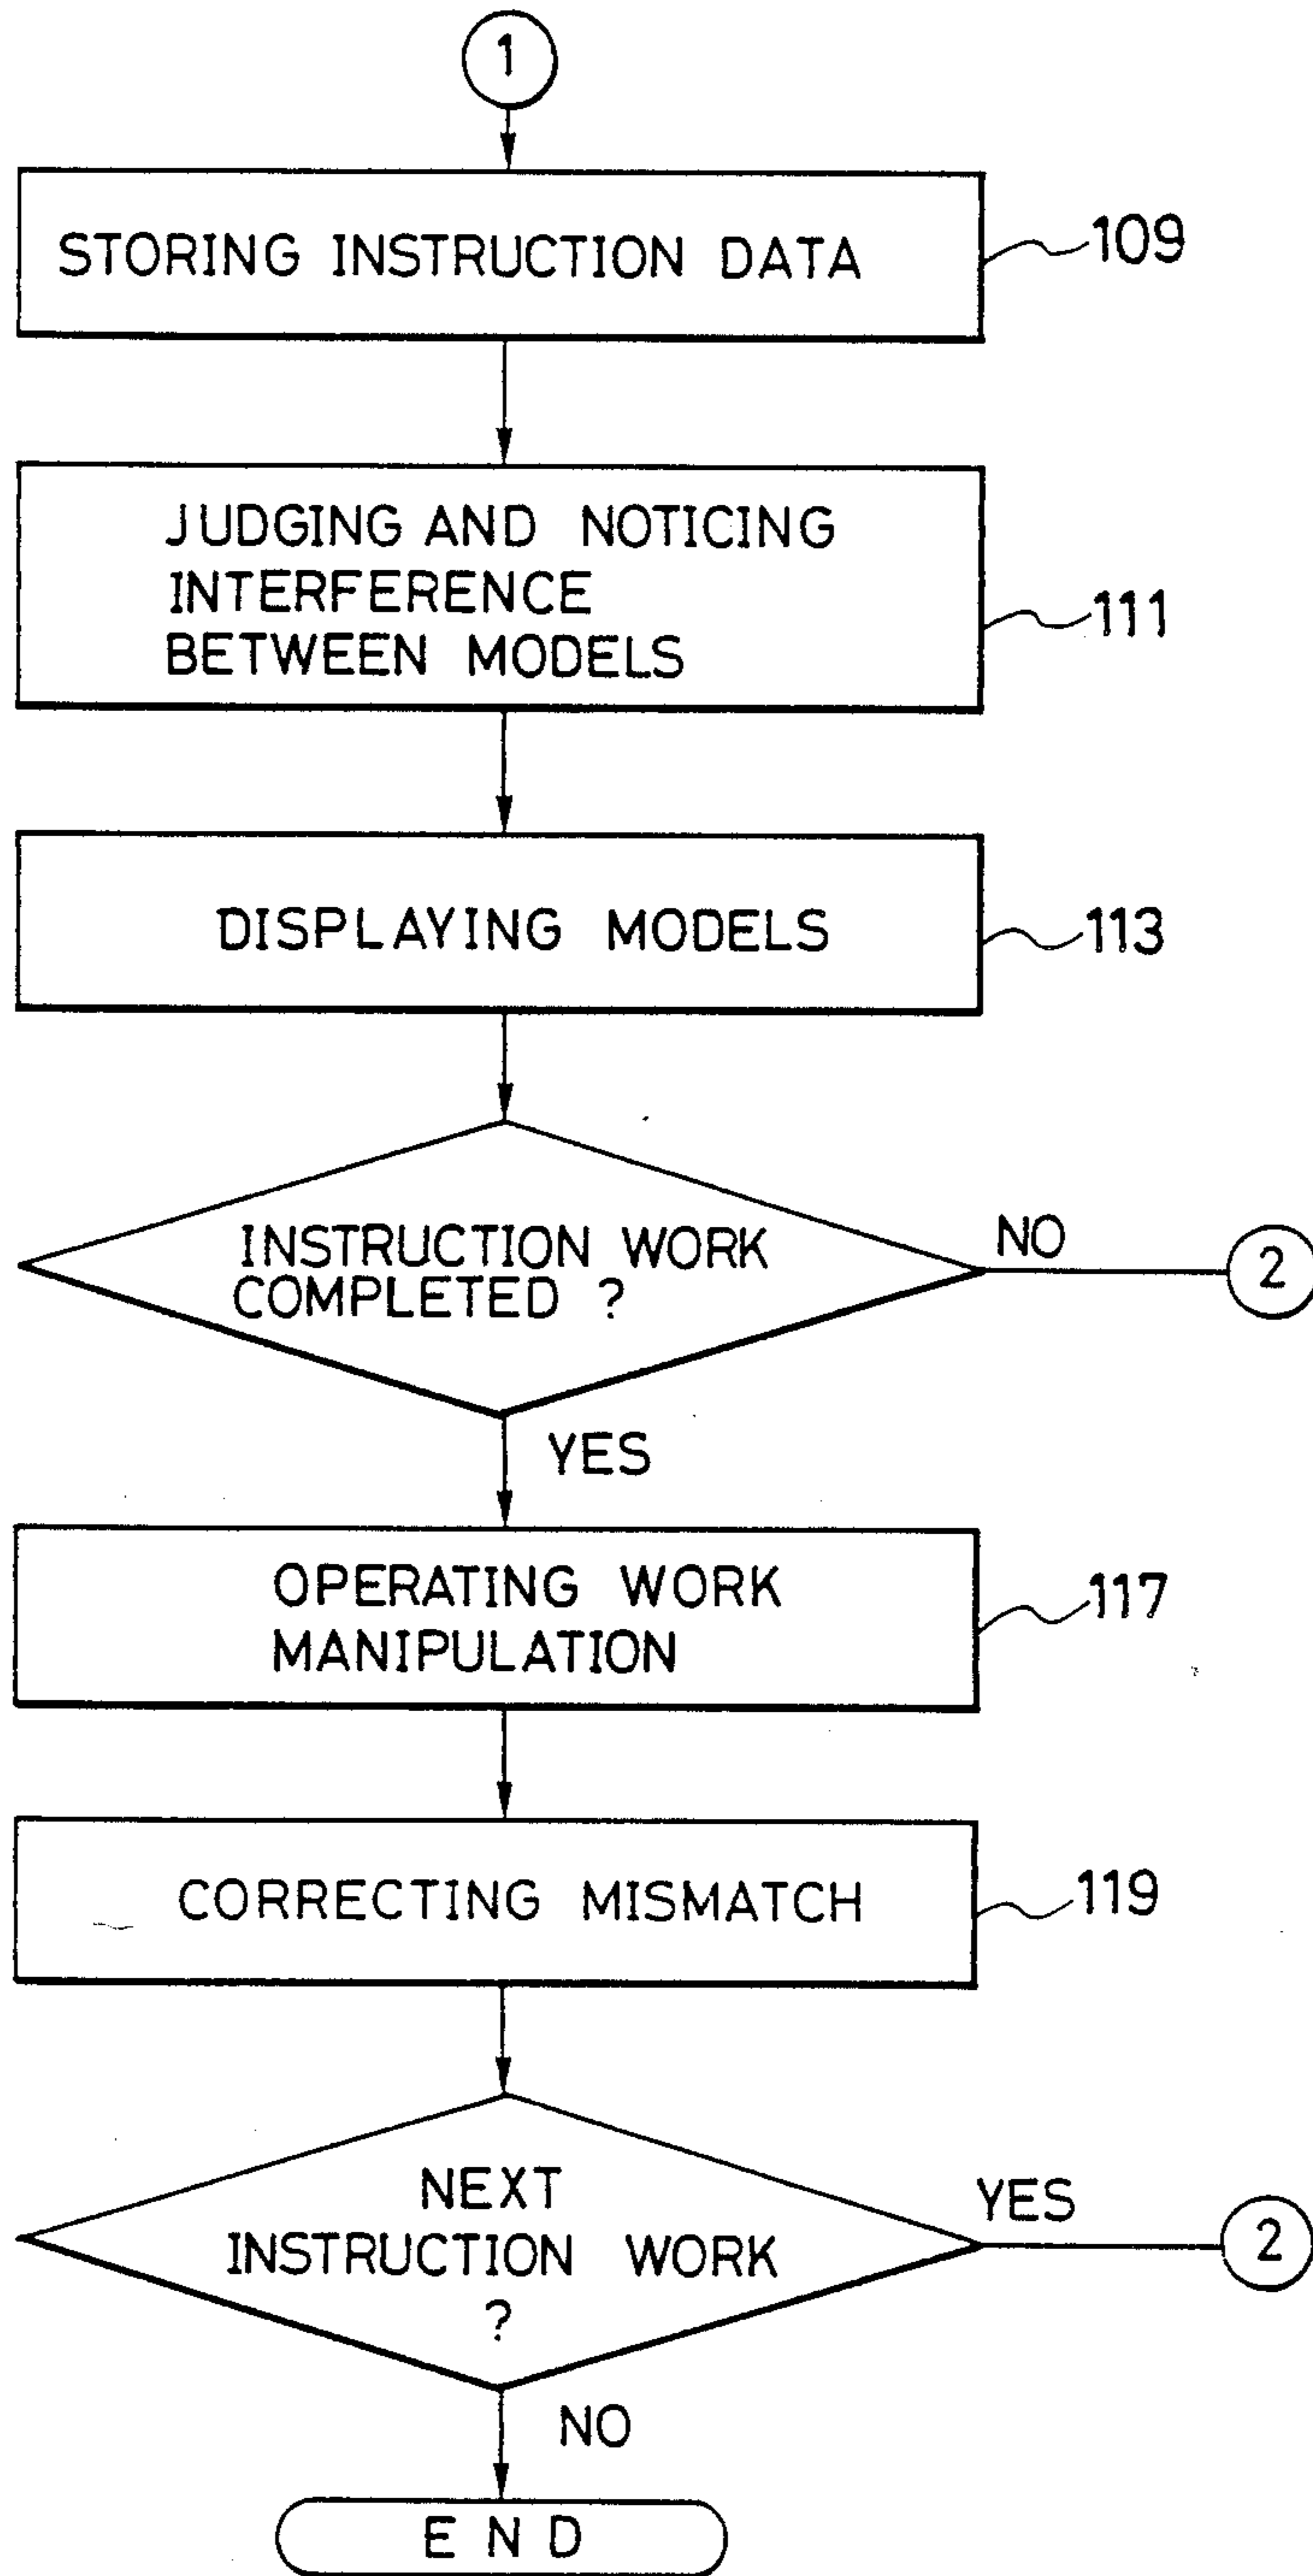 1
STORING INSTRUCTION DATA
109
JUDGING AND NOTICING
INTERFERENCE
BETWEEN MODELS
111
DISPLAYING MODELS
113
INSTRUCTION WORK
COMPLETED ?
NO
2
YES
OPERATING WORK
MANIPULATION
117
CORRECTING MISMATCH
119
NEXT
INSTRUCTION WORK
?
YES
2
NO
END